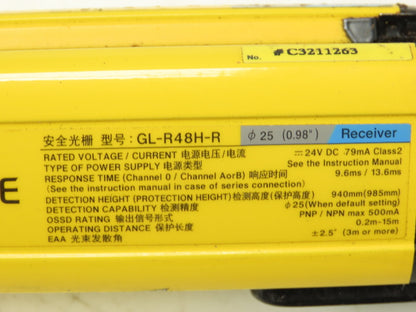 No. #C3211263
安全光栅 型号: GL-R48H-R ϕ25 (0.98") Receiver
RATED VOLTAGE / CURRENT 电源电压/电流 ⎓ 24V DC .79mA Class2
TYPE OF POWER SUPPLY 电源类型 See the Instruction Manual
RESPONSE TIME (Channel 0 / Channel AorB) 响应时间 9.6ms / 13.6ms
(See the instruction manual in case of series connection)
DETECTION HEIGHT (PROTECTION HEIGHT) 检测高度(保护高度) 940mm(985mm)
DETECTION CAPABILITY 检测精度 ϕ25(When default setting)
OSSD RATING 输出信号形式 PNP / NPN max 500mA
OPERATING DISTANCE 保护长度 0.2m-15m
EAA 光束发散角 ±2.5° (3m or more)
E